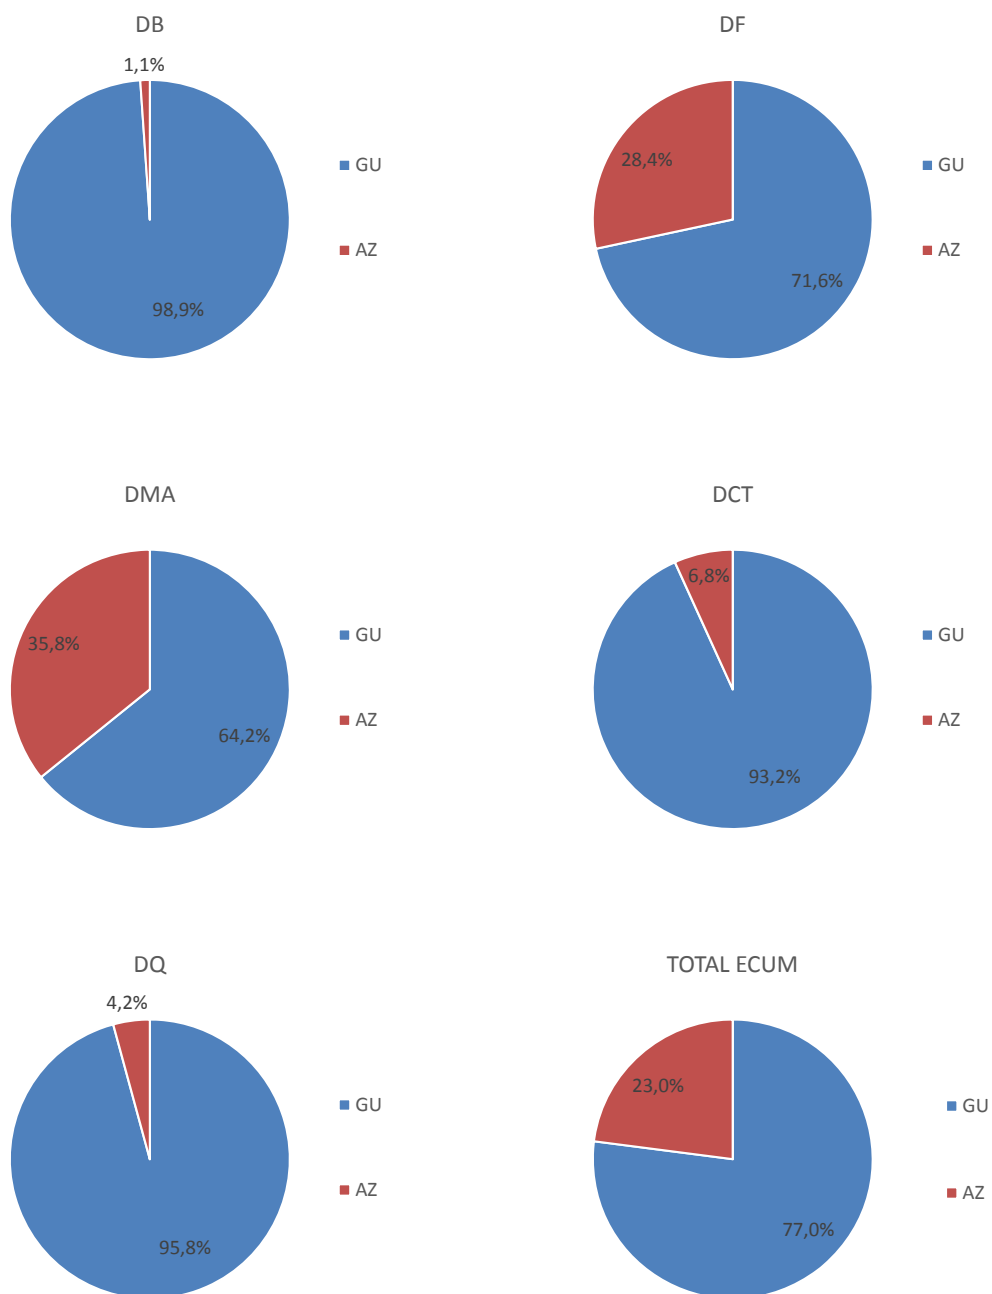 DB
1,1%
98,9%
GU
AZ
DF
28,4%
71,6%
GU
AZ
DMA
35,8%
64,2%
GU
AZ
DCT
6,8%
93,2%
GU
AZ
DQ
4,2%
95,8%
GU
AZ
TOTAL ECUM
23,0%
77,0%
GU
AZ